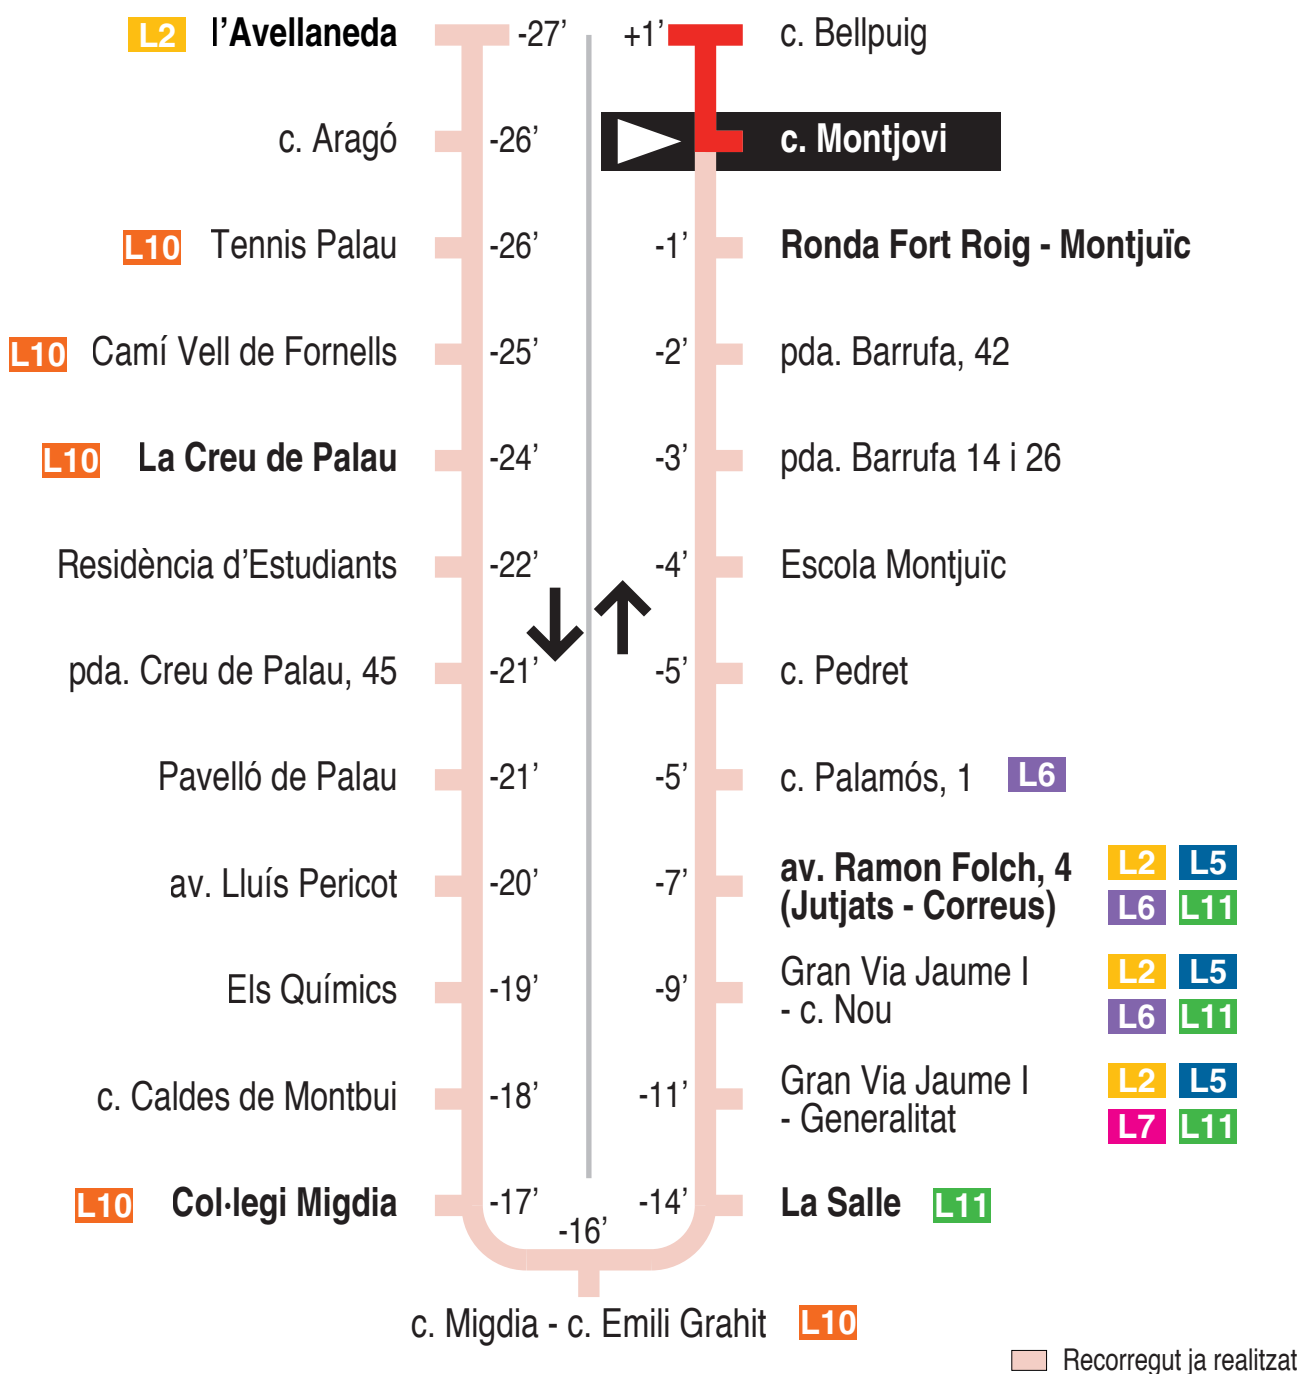 L2 l’Avellaneda -27’
c. Aragó -26’
L10 Tennis Palau -26’
L10 Camí Vell de Fornells -25’
L10 La Creu de Palau -24’
Residència d’Estudiants -22’
pda. Creu de Palau, 45 -21’
Pavelló de Palau -21’
av. Lluís Pericot -20’
Els Químics -19’
c. Caldes de Montbui -18’
L10 Col·legi Migdia -17’
-16’
c. Migdia - c. Emili Grahit L10
+1’ c. Bellpuig
c. Montjovi
-1’ Ronda Fort Roig - Montjuïc
-2’ pda. Barrufa, 42
-3’ pda. Barrufa 14 i 26
-4’ Escola Montjuïc
-5’ c. Pedret
-5’ c. Palamós, 1 L6
-7’ av. Ramon Folch, 4 L2 L5
(Jutjats - Correus) L6 L11
-9’ Gran Via Jaume I L2 L5
- c. Nou L6 L11
-11’ Gran Via Jaume I L2 L5
- Generalitat L7 L11
-14’ La Salle L11
Recorregut ja realitzat